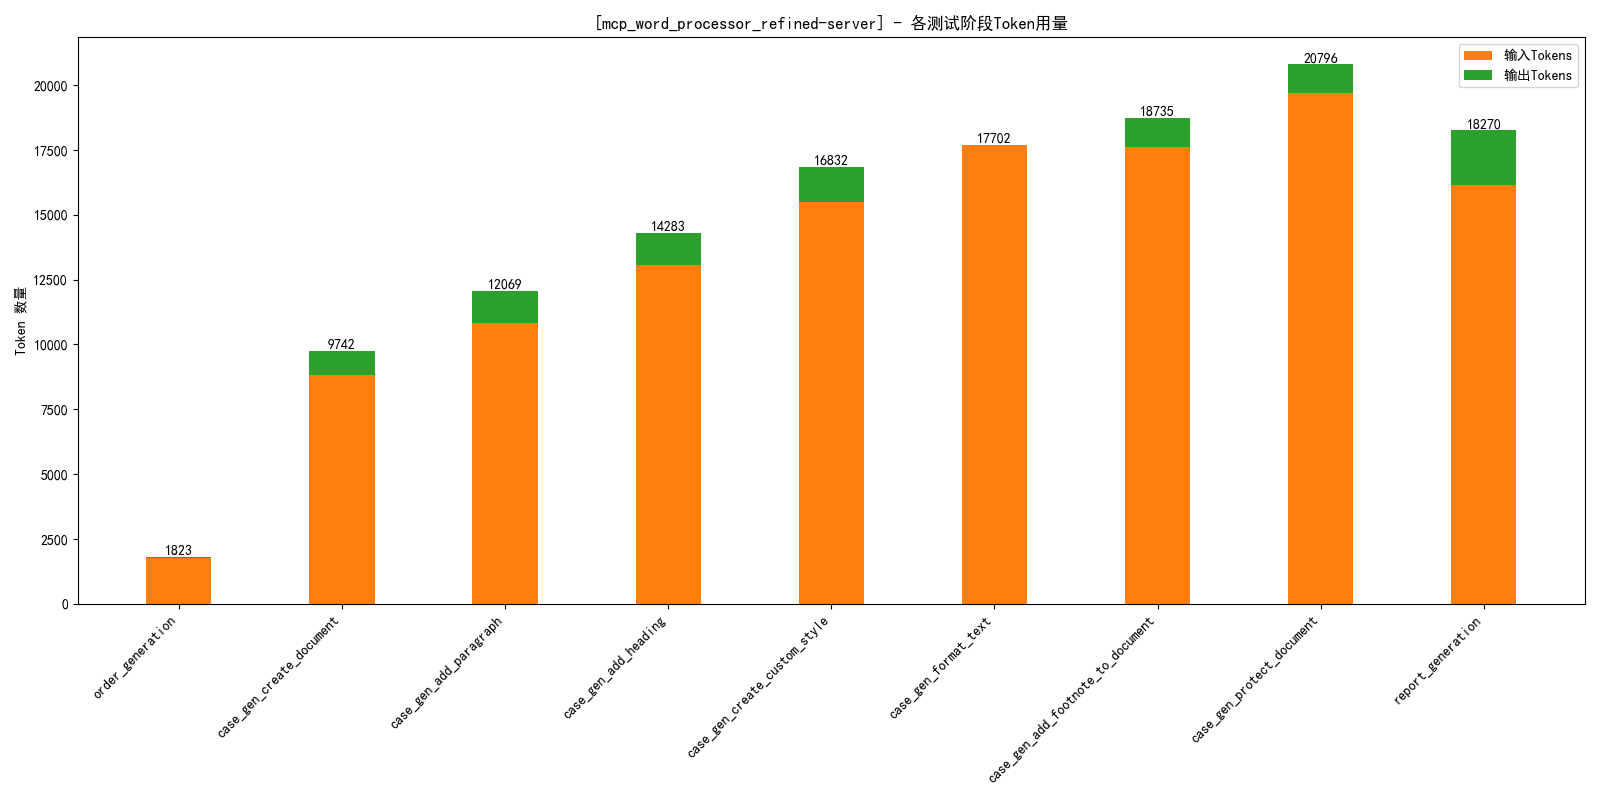 [mcp_word_processor_refined-server] - 各测试阶段Token用量
输入Tokens
输出Tokens
Token 数量
20000
17500
15000
12500
10000
7500
5000
2500
0
1823
9742
12069
14283
16832
17702
18735
20796
18270
order_generation
case_gen_create_document
case_gen_add_paragraph
case_gen_add_heading
case_gen_create_custom_style
case_gen_format_text
case_gen_add_footnote_to_document
case_gen_protect_document
report_generation